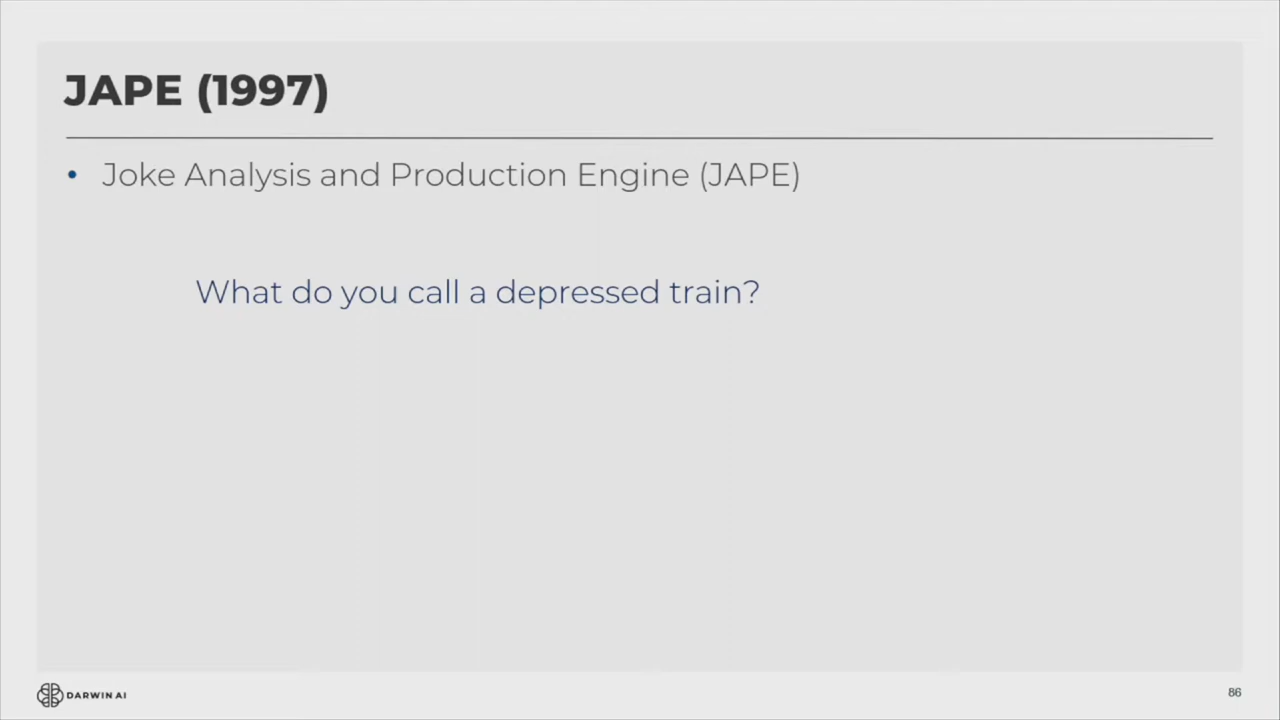 JAPE (1997)
• Joke Analysis and Production Engine (JAPE)
What do you call a depressed train?
DARWIN AI
86